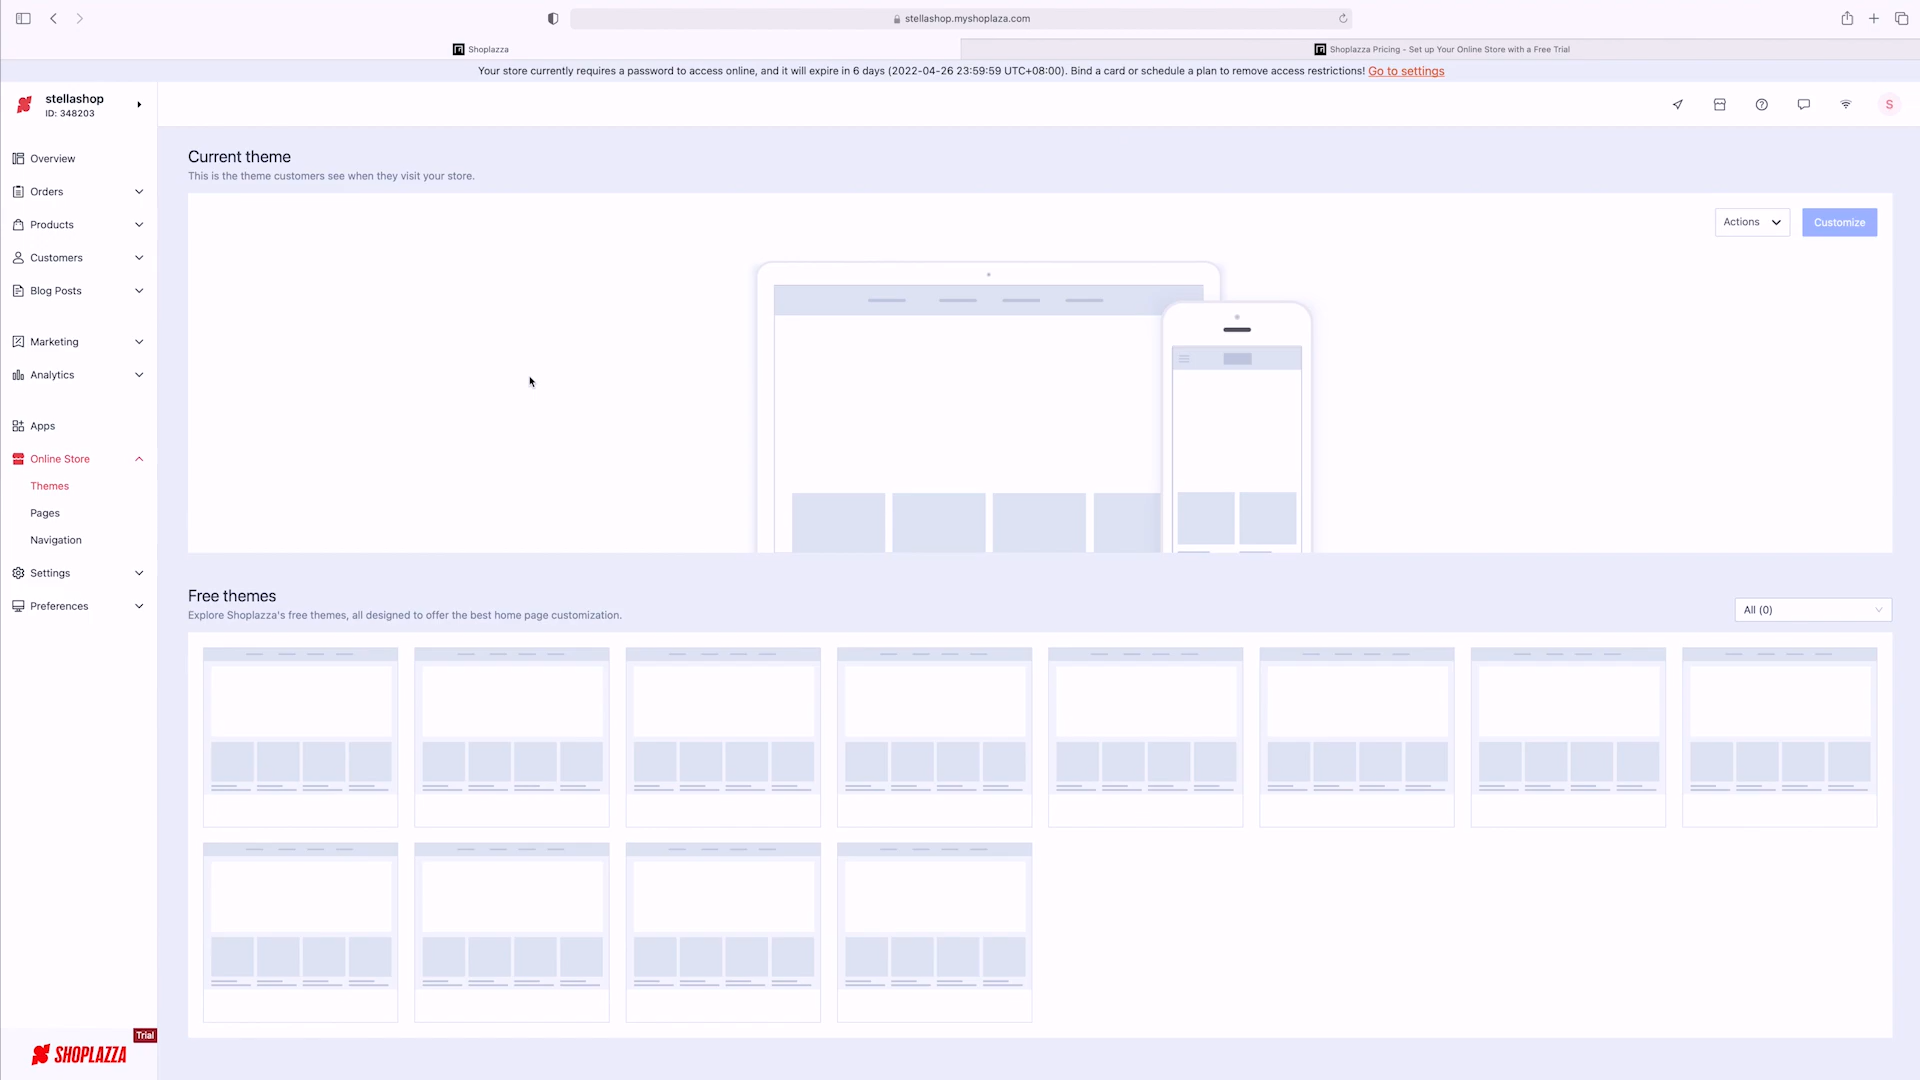 stellashop.myshoplaza.com
Shoplazza
Shoplazza Pricing - Set up Your Online Store with a Free Trial
Your store currently requires a password to access online, and it will expire in 6 days (2022-04-26 23:59:59 UTC+08:00). Bind a card or schedule a plan to remove access restrictions! Go to settings
stellashop
ID: 348203
S
Overview
Orders
Products
Customers
Blog Posts
Marketing
Analytics
Apps
Online Store
Themes
Pages
Navigation
Settings
Preferences
Trial
SHOPLAZZA
Current theme
This is the theme customers see when they visit your store.
Actions
Customize
Free themes
Explore Shoplazza's free themes, all designed to offer the best home page customization.
All (0)